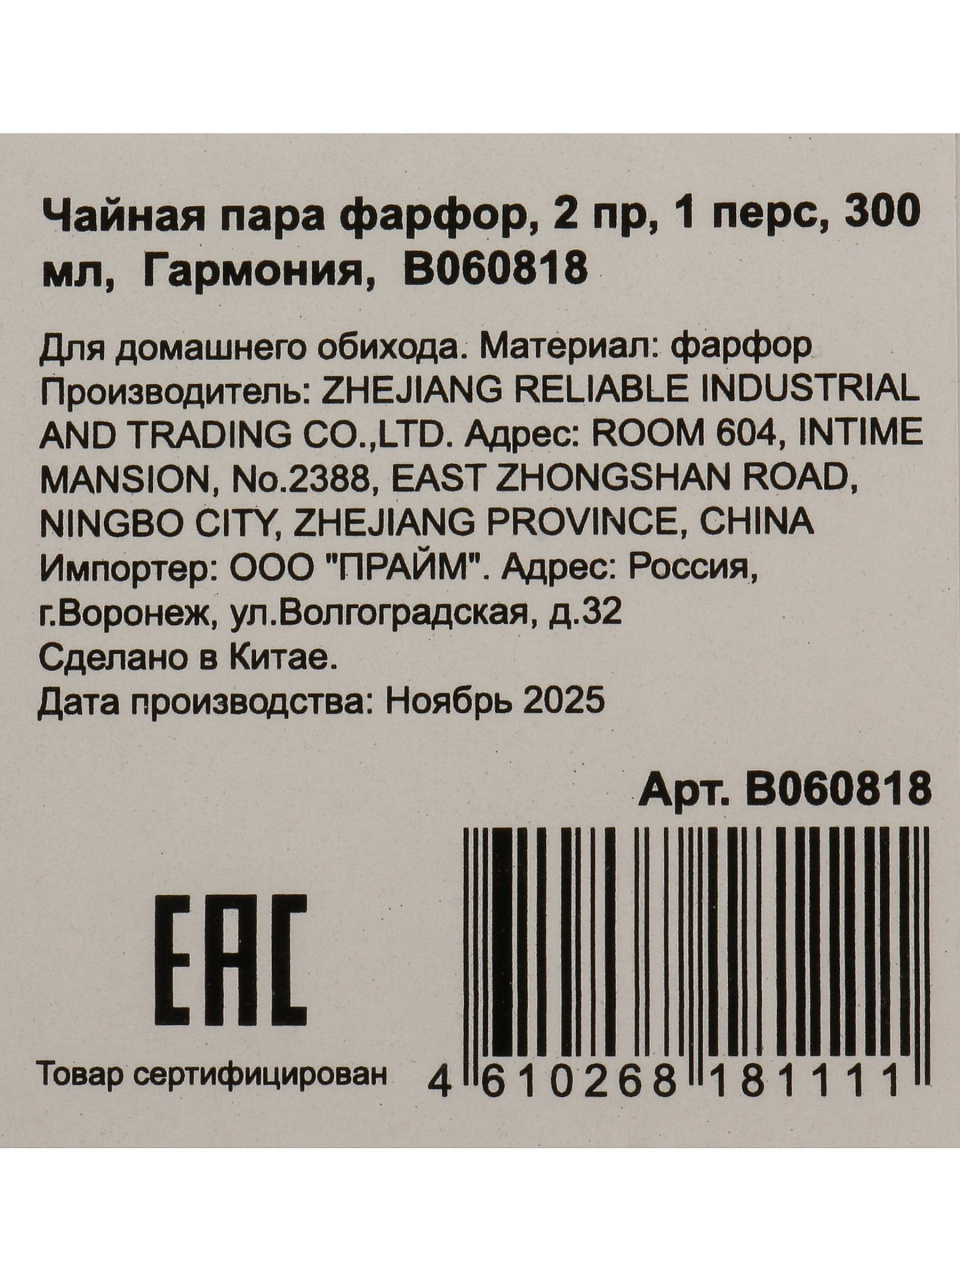 Чайная пара фарфор, 2 пр, 1 перс, 300
мл, Гармония, B060818
Для домашнего обихода. Материал: фарфор
Производитель: ZHEJIANG RELIABLE INDUSTRIAL
AND TRADING CO.,LTD. Адрес: ROOM 604, INTIME
MANSION, No.2388, EAST ZHONGSHAN ROAD,
NINGBO CITY, ZHEJIANG PROVINCE, CHINA
Импортер: ООО "ПРАЙМ". Адрес: Россия,
г.Воронеж, ул.Волгоградская, д.32
Сделано в Китае.
Дата производства: Ноябрь 2025
Арт. B060818
EAC
Товар сертифицирован
4 610268 181111